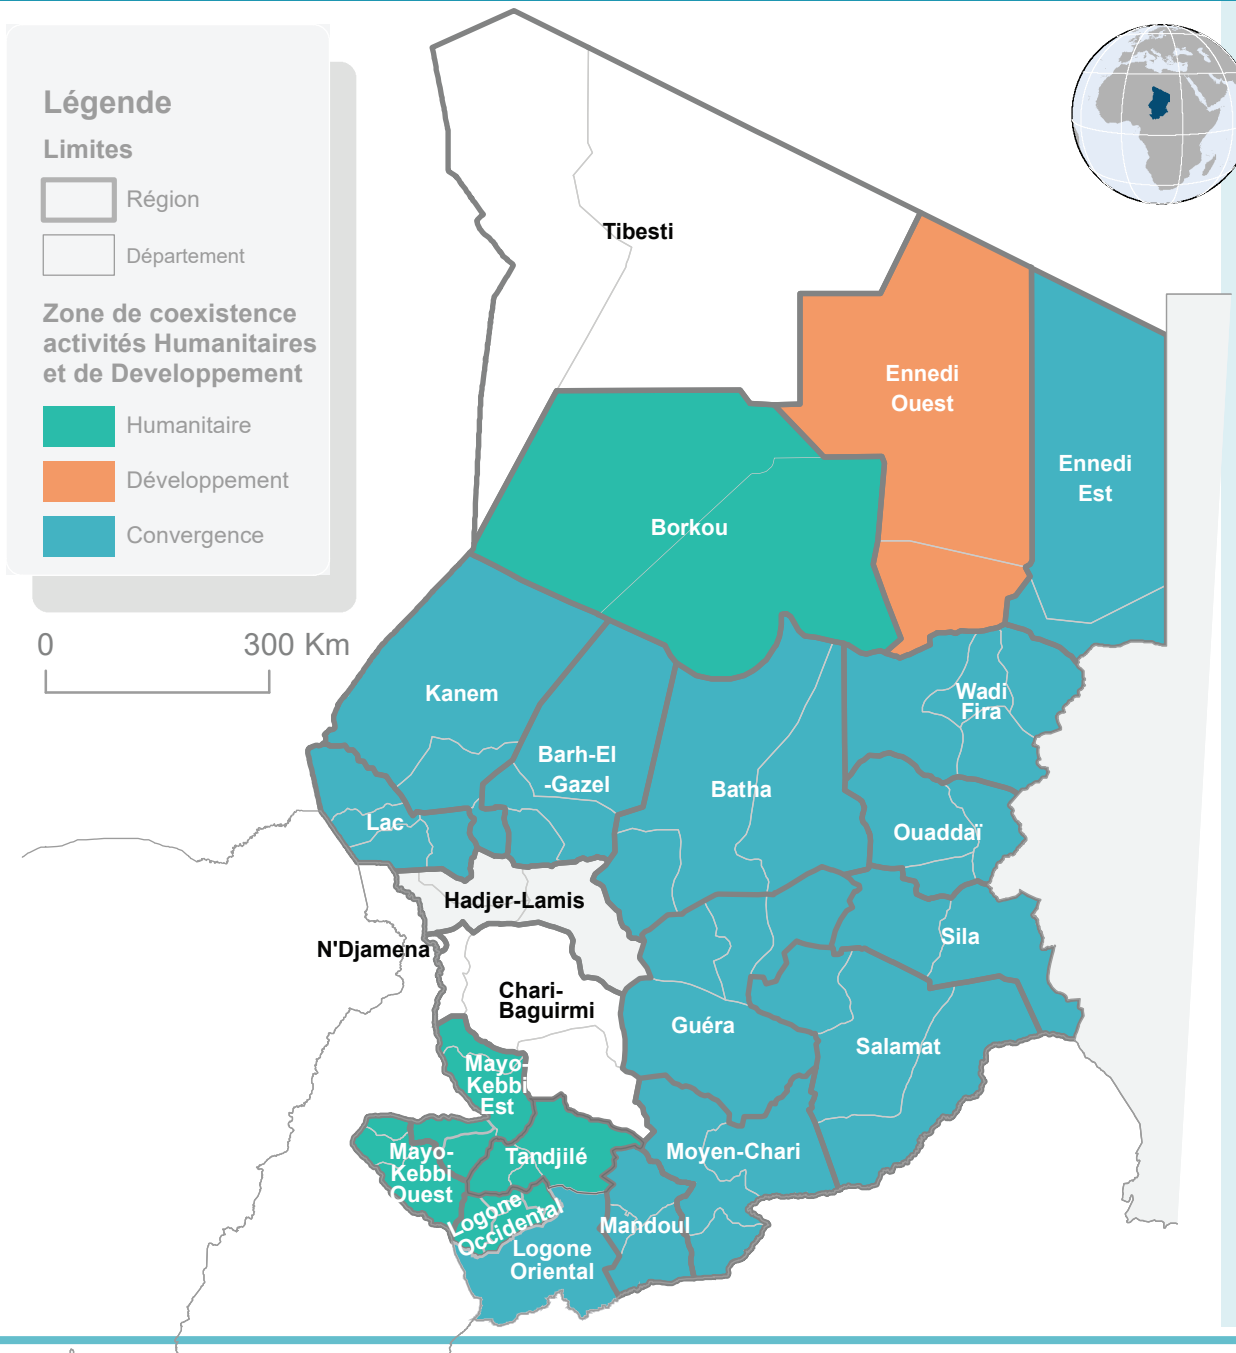 Légende
Limites
Région
Département
Zone de coexistence
activités Humanitaires
et de Developpement
Humanitaire
Développement
Convergence
0 300 Km
Tibesti
Ennedi
Ouest
Ennedi
Est
Borkou
Kanem
Wadi
Fira
Barh-El
-Gazel
Batha
Lac
Ouaddaï
Hadjer-Lamis
N'Djamena
Sila
Chari-
Baguirmi
Guéra
Salamat
Mayo-
Kebbi
Est
Mayo-
Kebbi
Ouest
Tandjilé
Moyen-Chari
Logone
Occidental
Mandoul
Logone
Oriental